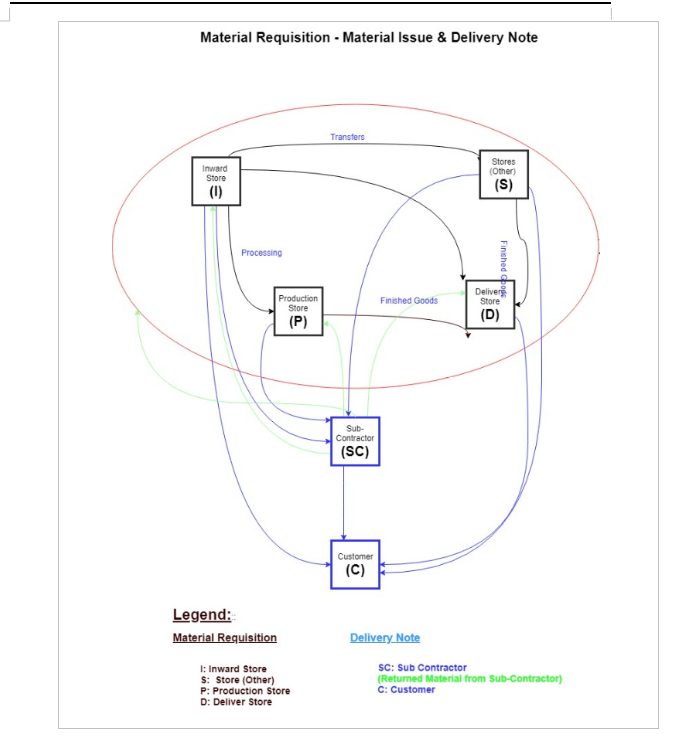 Material Requisition - Material Issue & Delivery Note
Transfers
Inward
Store
(I)
Stores
(Other)
(S)
Processing
Finished Goods
Production
Store
(P)
Finished Goods
Delivery
Store
(D)
Sub-
Contractor
(SC)
Customer
(C)
Legend:
Material Requisition
Delivery Note
I: Inward Store
S: Store (Other)
P: Production Store
D: Deliver Store
SC: Sub Contractor
(Returned Material from Sub-Contractor)
C: Customer